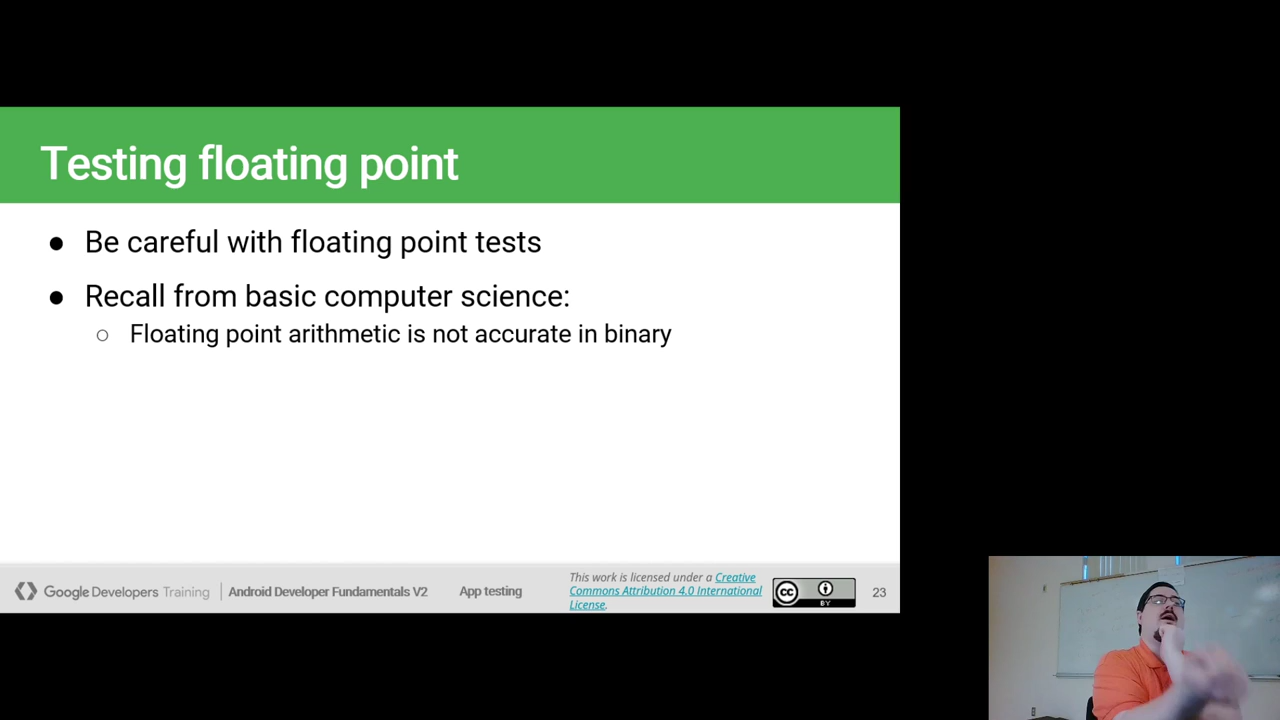 Testing floating point
● Be careful with floating point tests
● Recall from basic computer science:
○ Floating point arithmetic is not accurate in binary
Google Developers Training
Android Developer Fundamentals V2
App testing
This work is licensed under a Creative
Commons Attribution 4.0 International
License.
cc
BY
23